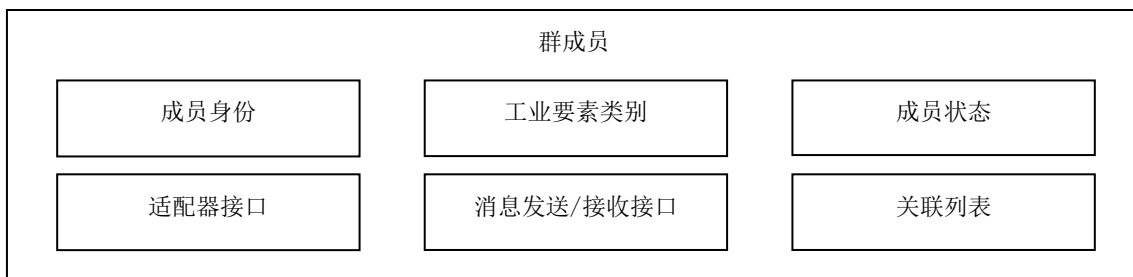 群成员
成员身份
工业要素类别
成员状态
适配器接口
消息发送/接收接口
关联列表